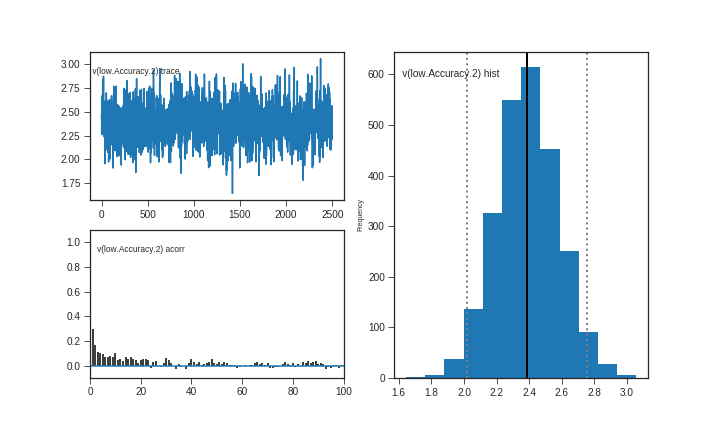 v(low.Accuracy.2) trace
3.00
2.75
2.50
2.25
2.00
1.75
0 500 1000 1500 2000 2500
v(low.Accuracy.2) acorr
1.0
0.8
0.6
0.4
0.2
0.0
0 20 40 60 80 100
v(low.Accuracy.2) hist
Frequency
600
500
400
300
200
100
0
1.6 1.8 2.0 2.2 2.4 2.6 2.8 3.0